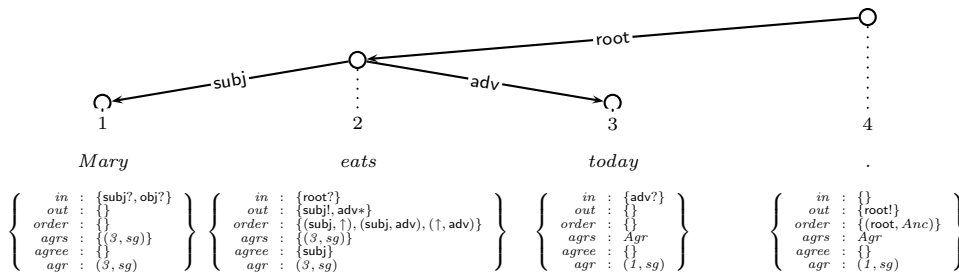 root
subj adv
1 2 3 4
Mary eats today .
in : {subj?, obj?} in : {root?} in : {adv?} in : {}
out : {} out : {subj!, adv∗} out : {} out : {root!}
order : {} order : {(subj, ↑), (subj, adv), (↑, adv)} order : {} order : {(root, Anc)}
agrs : {(3, sg)} agrs : {(3, sg)} agrs : Agr agrs : Agr
agree : {} agree : {subj} agree : {} agree : {}
agr : (3, sg) agr : (3, sg) agr : (1, sg) agr : (1, sg)